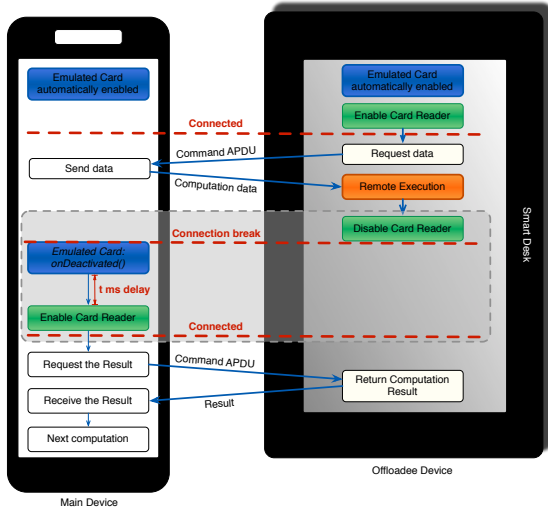 Emulated Card
automatically enabled
Emulated Card
automatically enabled
Enable Card Reader
Connected
Command APDU
Request data
Send data
Computation data
Remote Execution
Disable Card Reader
Connection break
Emulated Card:
onDeactivated()
t ms delay
Enable Card Reader
Connected
Request the Result
Command APDU
Return Computation
Result
Receive the Result
Result
Next computation
Smart Desk
Offloadee Device
Main Device